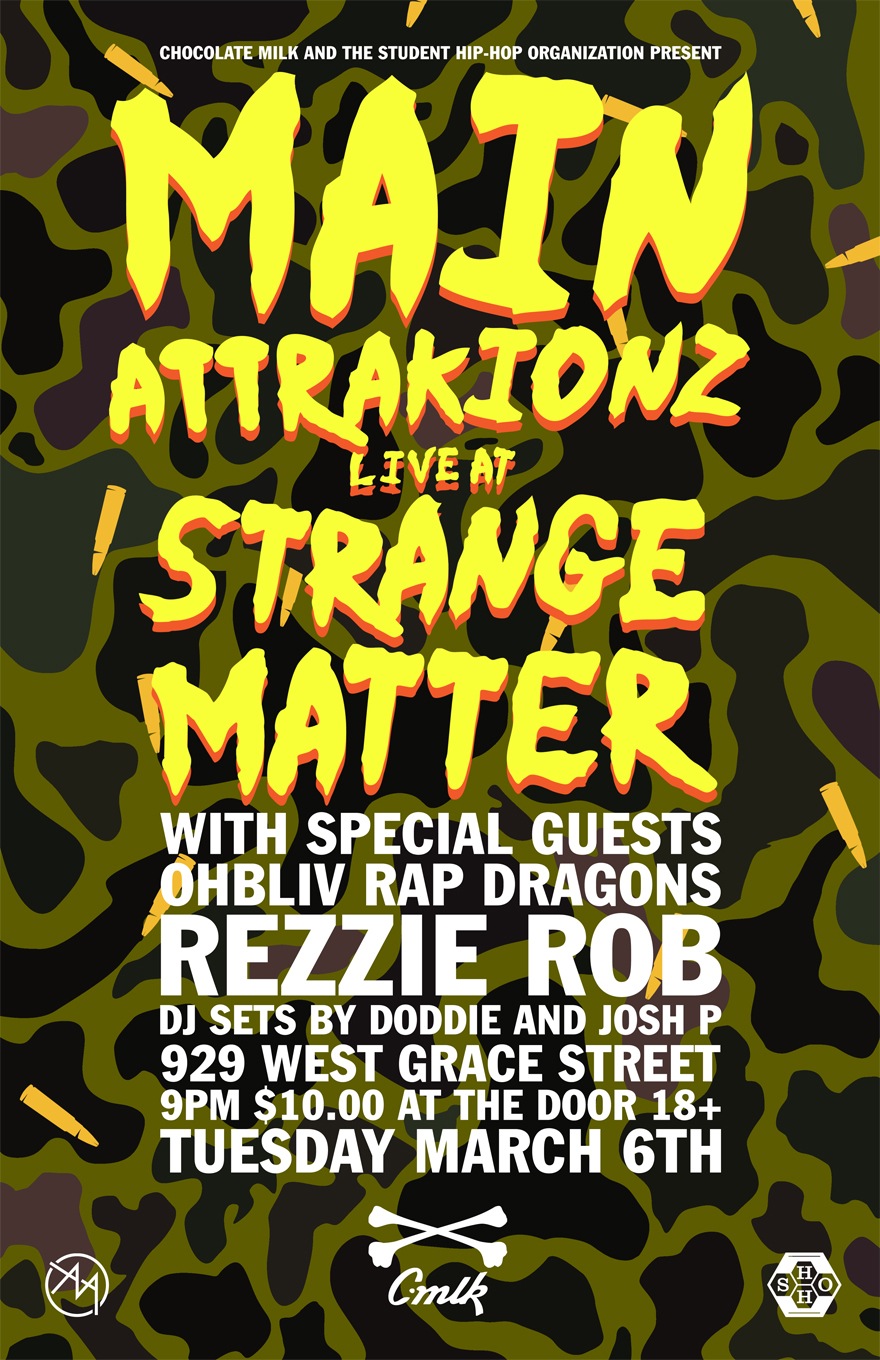 CHOCOLATE MILK AND THE STUDENT HIP-HOP ORGANIZATION PRESENT
MAIN
ATTRAKIONZ
LIVE AT
STRANGE
MATTER
WITH SPECIAL GUESTS
OHBLIV RAP DRAGONS
REZZIE ROB
DJ SETS BY DODDIE AND JOSH P
929 WEST GRACE STREET
9PM $10.00 AT THE DOOR 18+
TUESDAY MARCH 6TH
C·mlk
SHHO